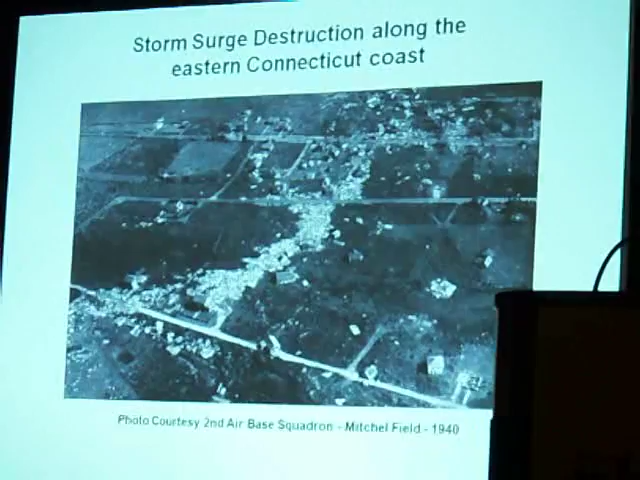 Storm Surge Destruction along the
eastern Connecticut coast
Photo Courtesy 2nd Air Base Squadron - Mitchel Field - 1940